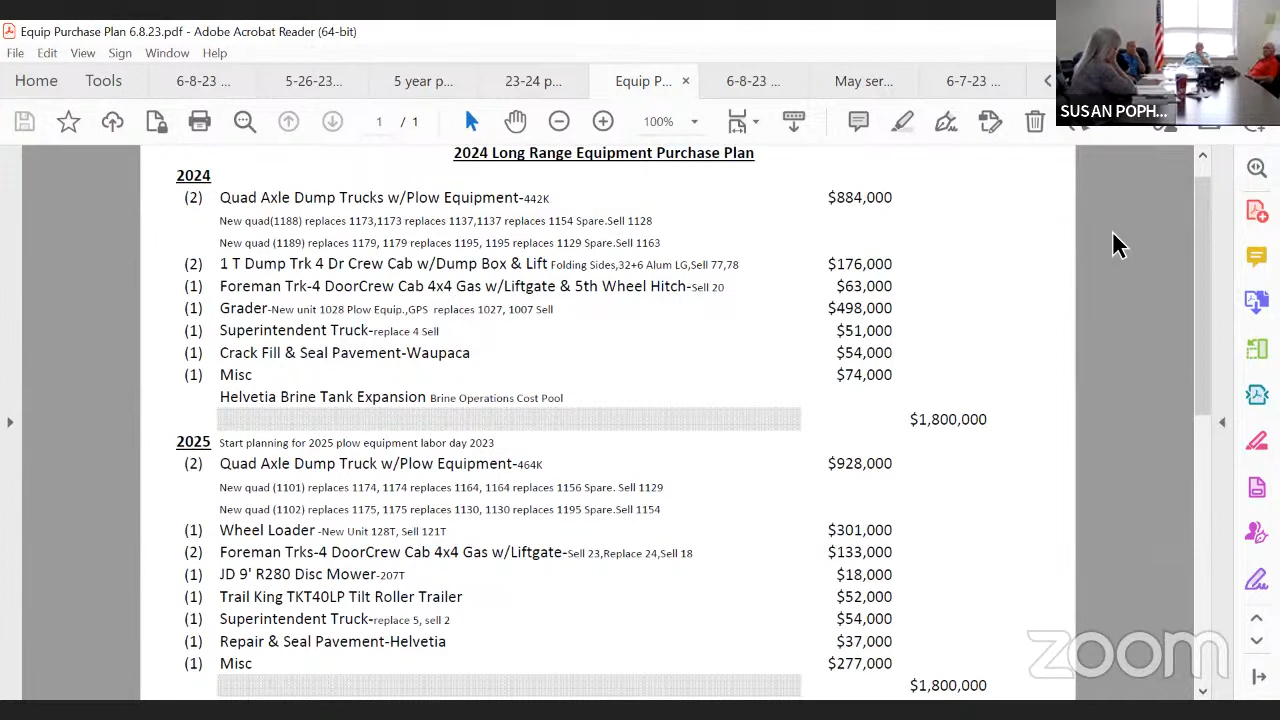 Equip Purchase Plan 6.8.23.pdf - Adobe Acrobat Reader (64-bit)
File Edit View Sign Window Help
Home Tools 6-8-23 ... 5-26-23... 5 year p... 23-24 p... Equip P... × 6-8-23 ... May ser... 6-7-23 ...
1 / 1 100%
SUSAN POPH...
2024 Long Range Equipment Purchase Plan
2024
(2) Quad Axle Dump Trucks w/Plow Equipment-442K $884,000
New quad(1188) replaces 1173,1173 replaces 1137,1137 replaces 1154 Spare.Sell 1128
New quad (1189) replaces 1179, 1179 replaces 1195, 1195 replaces 1129 Spare.Sell 1163
(2) 1 T Dump Trk 4 Dr Crew Cab w/Dump Box & Lift Folding Sides,32+6 Alum LG,Sell 77,78 $176,000
(1) Foreman Trk-4 DoorCrew Cab 4x4 Gas w/Liftgate & 5th Wheel Hitch-Sell 20 $63,000
(1) Grader-New unit 1028 Plow Equip.,GPS replaces 1027, 1007 Sell $498,000
(1) Superintendent Truck-replace 4 Sell $51,000
(1) Crack Fill & Seal Pavement-Waupaca $54,000
(1) Misc $74,000
Helvetia Brine Tank Expansion Brine Operations Cost Pool
$1,800,000
2025 Start planning for 2025 plow equipment labor day 2023
(2) Quad Axle Dump Truck w/Plow Equipment-464K $928,000
New quad (1101) replaces 1174, 1174 replaces 1164, 1164 replaces 1156 Spare. Sell 1129
New quad (1102) replaces 1175, 1175 replaces 1130, 1130 replaces 1195 Spare.Sell 1154
(1) Wheel Loader -New Unit 128T, Sell 121T $301,000
(2) Foreman Trks-4 DoorCrew Cab 4x4 Gas w/Liftgate-Sell 23,Replace 24,Sell 18 $133,000
(1) JD 9' R280 Disc Mower-207T $18,000
(1) Trail King TKT40LP Tilt Roller Trailer $52,000
(1) Superintendent Truck-replace 5, sell 2 $54,000
(1) Repair & Seal Pavement-Helvetia $37,000
(1) Misc $277,000
$1,800,000
zoom